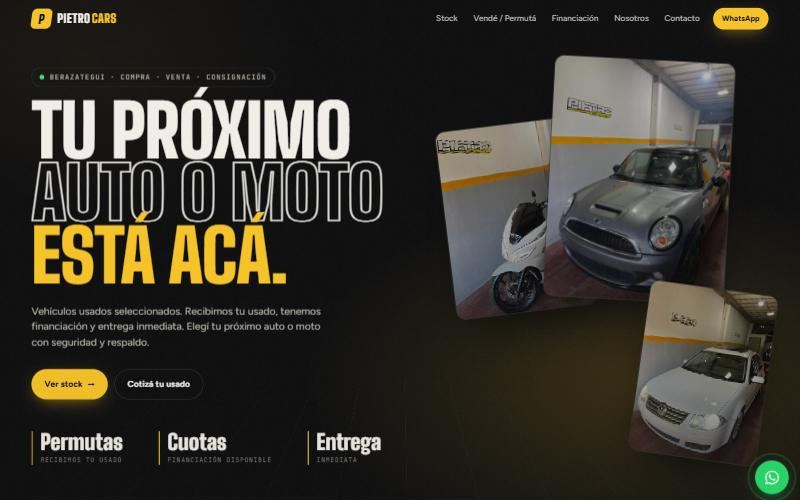 P PIETRO CARS
Stock Vendé / Permutá Financiación Nosotros Contacto WhatsApp
BERAZATEGUI · COMPRA · VENTA · CONSIGNACIÓN
TU PRÓXIMO
AUTO O MOTO
ESTÁ ACÁ.
Vehículos usados seleccionados. Recibimos tu usado, tenemos
financiación y entrega inmediata. Elegí tu próximo auto o moto
con seguridad y respaldo.
Ver stock → Cotizá tu usado
Permutas Cuotas Entrega
RECIBIMOS TU USADO FINANCIACIÓN DISPONIBLE INMEDIATA
PIETRO
PIETRO